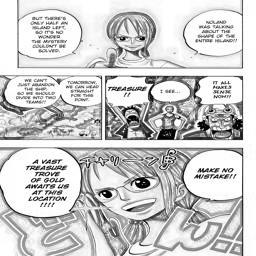 NOLAND
WAS TALKING
ABOUT THE
SHAPE OF THE
ENTIRE ISLAND!!
BUT THERE'S
ONLY HALF AN
ISLAND LEFT,
SO IT'S NO
WONDER
THE MYSTERY
COULDN'T BE
SOLVED.
IT ALL
MAKES
SENSE
NOW!!
I SEE...
TREASURE
!!
TOMORROW,
WE CAN HEAD
STRAIGHT
FOR THIS
POINT.
WE CAN'T
JUST ABANDON
THE SHIP,
SO WE
SHOULD
DIVIDE INTO
TWO TEAMS!
MAKE NO
MISTAKE!!
A VAST
TREASURE
TROVE
OF GOLD
AWAITS US
AT THIS
LOCATION
!!!!